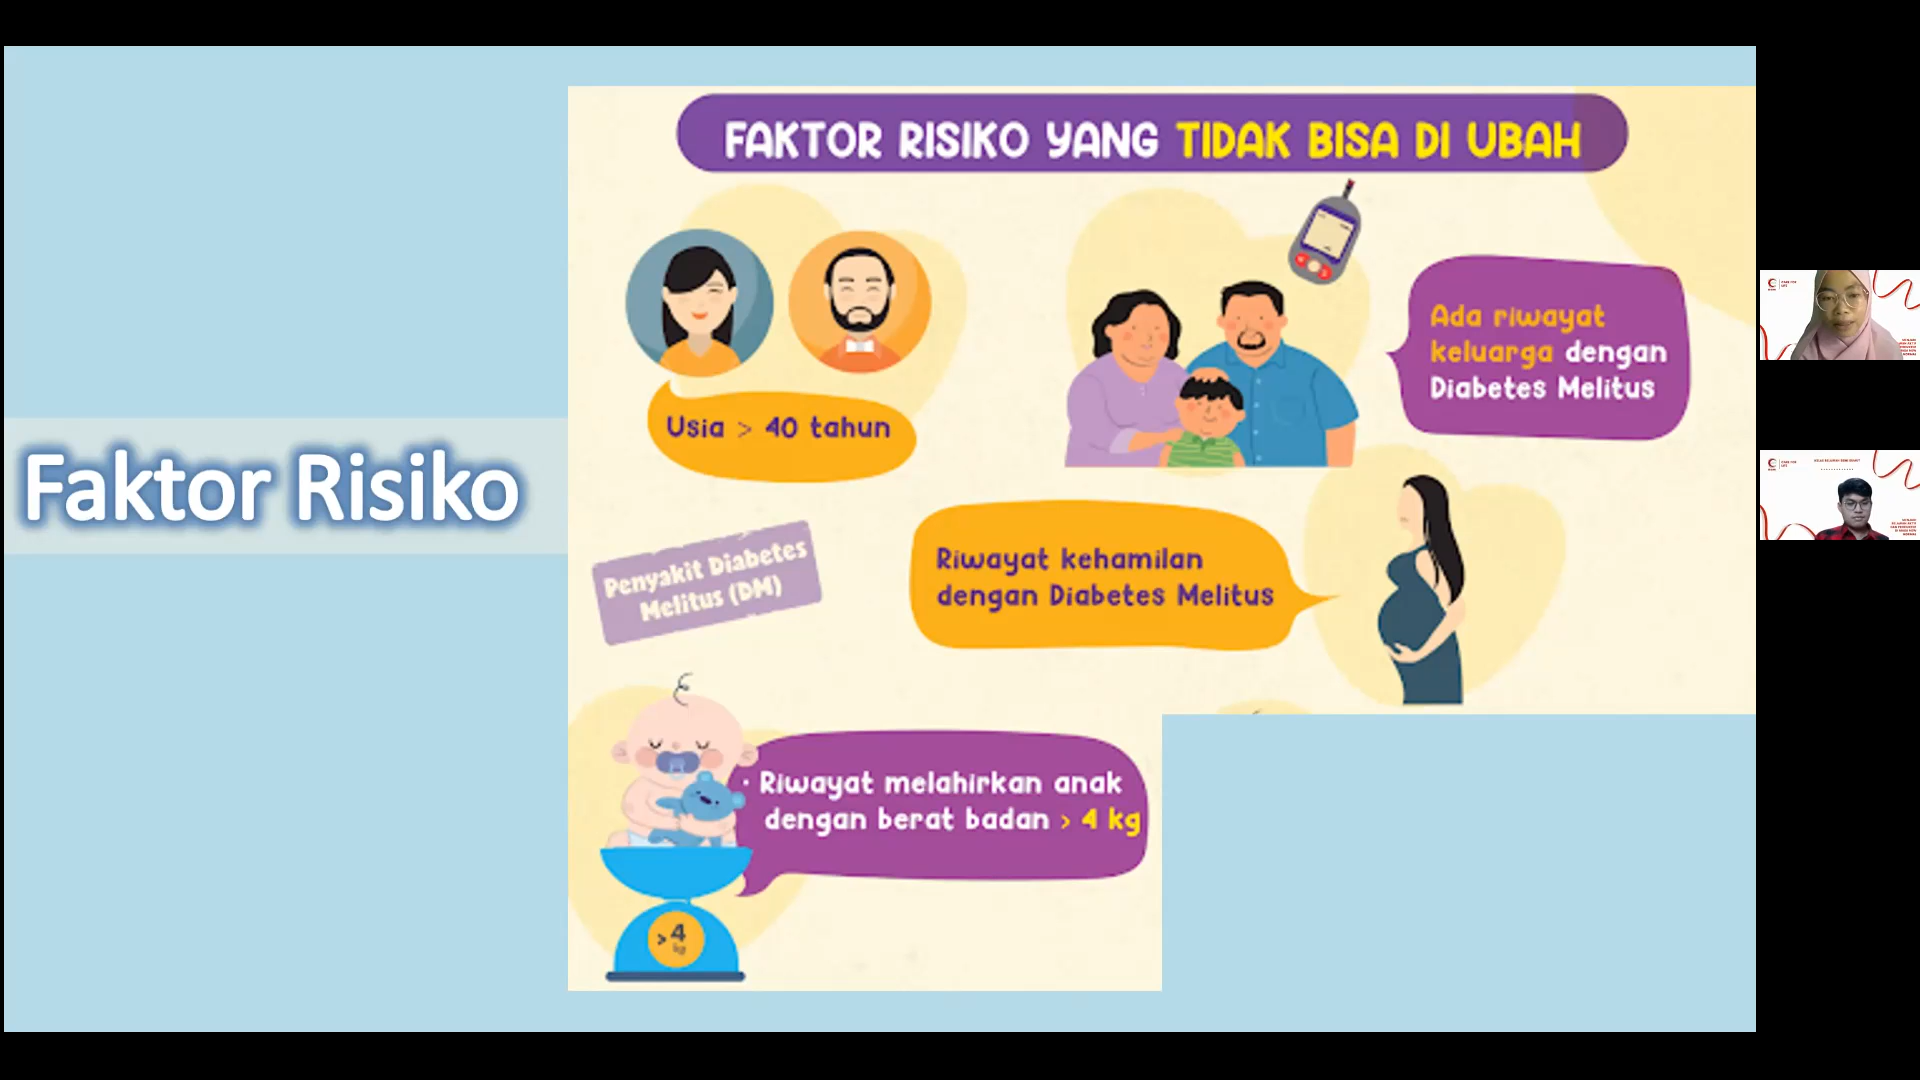 FAKTOR RISIKO YANG TIDAK BISA DI UBAH
Faktor Risiko
Usia > 40 tahun
Ada riwayat
keluarga dengan
Diabetes Melitus
Penyakit Diabetes
Melitus (DM)
Riwayat kehamilan
dengan Diabetes Melitus
· Riwayat melahirkan anak
dengan berat badan > 4 kg
>4
kg